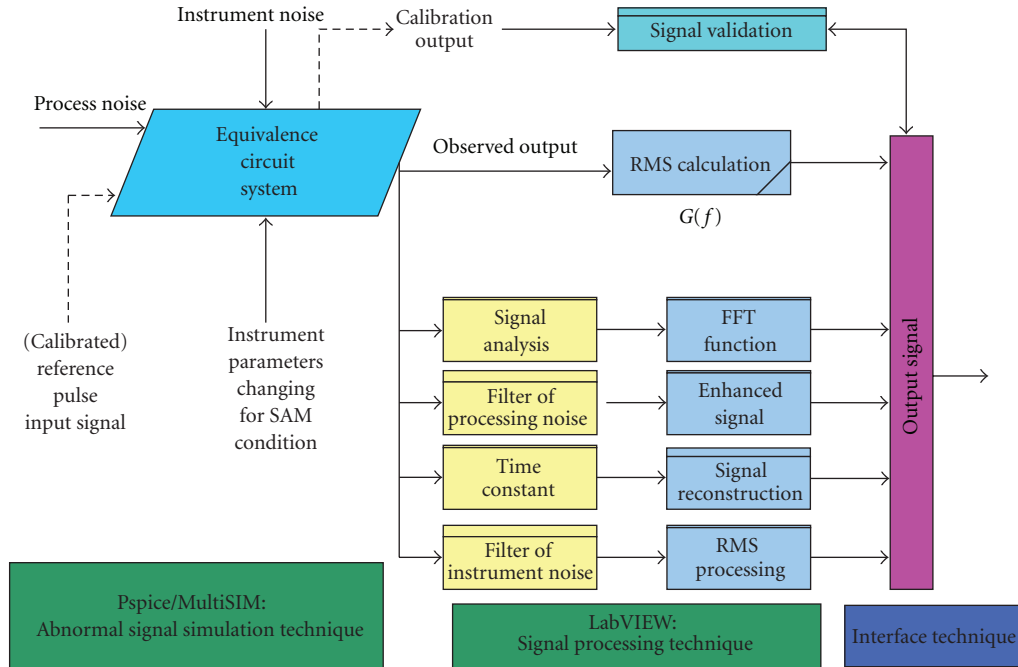 Instrument noise
Calibration
output
Signal validation
Process noise
Equivalence
circuit
system
Observed output
RMS calculation
G(f)
(Calibrated)
reference
pulse
input signal
Instrument
parameters
changing
for SAM
condition
Signal
analysis
FFT
function
Filter of
processing noise
Enhanced
signal
Time
constant
Signal
reconstruction
Filter of
instrument noise
RMS
processing
Output signal
Pspice/MultiSIM:
Abnormal signal simulation technique
LabVIEW:
Signal processing technique
Interface technique